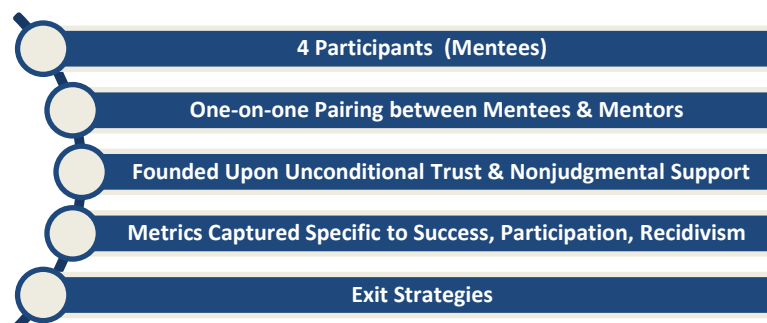 4 Participants  (Mentees)
One-on-one Pairing between Mentees & Mentors
Founded Upon Unconditional Trust & Nonjudgmental Support
Metrics Captured Specific to Success, Participation, Recidivism
Exit Strategies